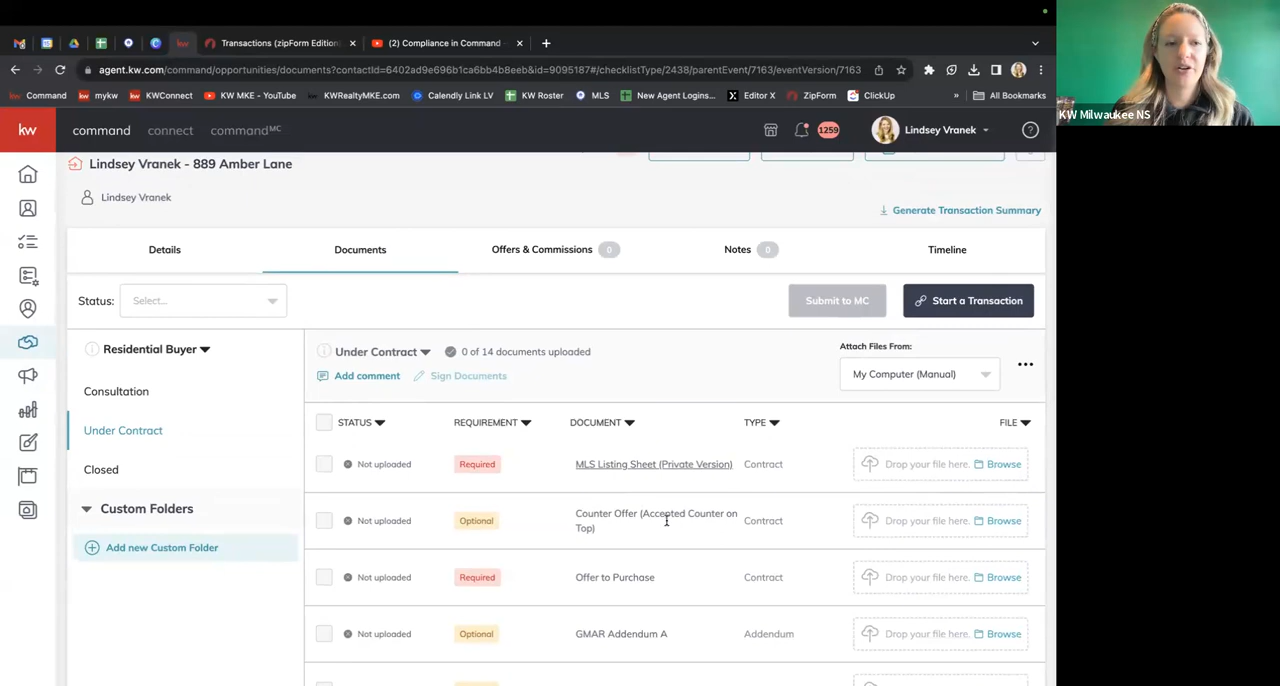 Transactions (zipForm Edition)
(2) Compliance in Command -
agent.kw.com/command/opportunities/documents?contactId=6402ad9e696b1ca6bb4b8eeb&id=9095187#/checklistType/2438/parentEvent/7163/eventVersion/7163
Command
mykw
KWConnect
KW MKE - YouTube
KWRealtyMKE.com
Calendly Link LV
KW Roster
MLS
New Agent Logins...
Editor X
ZipForm
ClickUp
»
All Bookmarks
KW Milwaukee NS
kw
command
connect
commandMC
1259
Lindsey Vranek
Lindsey Vranek - 889 Amber Lane
Lindsey Vranek
Generate Transaction Summary
Details
Documents
Offers & Commissions 0
Notes 0
Timeline
Status:
Select...
Submit to MC
Start a Transaction
Residential Buyer
Consultation
Under Contract
Closed
Custom Folders
Add new Custom Folder
Under Contract
0 of 14 documents uploaded
Add comment
Sign Documents
Attach Files From:
My Computer (Manual)
STATUS REQUIREMENT DOCUMENT TYPE FILE
Not uploaded Required MLS Listing Sheet (Private Version) Contract Drop your file here. Browse
Not uploaded Optional Counter Offer (Accepted Counter on Contract Drop your file here. Browse
Top)
Not uploaded Required Offer to Purchase Contract Drop your file here. Browse
Not uploaded Optional GMAR Addendum A Addendum Drop your file here. Browse